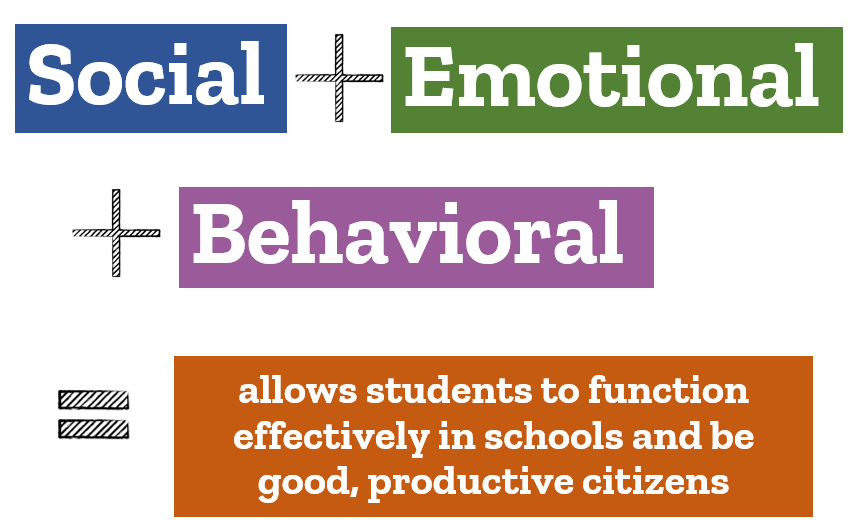 Social + Emotional
+ Behavioral
= allows students to function
effectively in schools and be
good, productive citizens